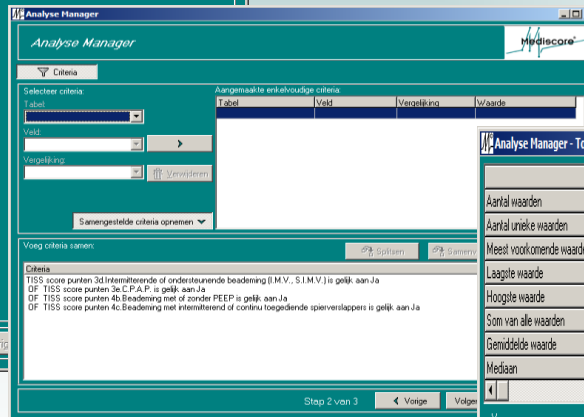 Analyse Manager
Analyse Manager
Mediscore
Criteria
Selecteer criteria:
Tabel:
Veld:
Vergelijking:
Verwijderen
Samengestelde criteria opnemen
Aangemaakte enkelvoudige criteria:
Tabel Veld Vergelijking Waarde
Voeg criteria samen:
Splitsen
Criteria
TISS score punten 3d.Intermitterende of ondersteunende beademing (I.M.V., S.I.M.V.) is gelijk aan Ja
OF TISS score punten 3e.C.P.A.P. is gelijk aan Ja
OF TISS score punten 4b.Beademing met of zonder PEEP is gelijk aan Ja
OF TISS score punten 4c.Beademing met intermitterend of continu toegediende spierverslappers is gelijk aan Ja
Stap 2 van 3
Vorige
Analyse Manager - To
Aantal waarden
Aantal unieke waarden
Meest voorkomende waarde
Laagste waarde
Hoogste waarde
Som van alle waarden
Gemiddelde waarde
Mediaan